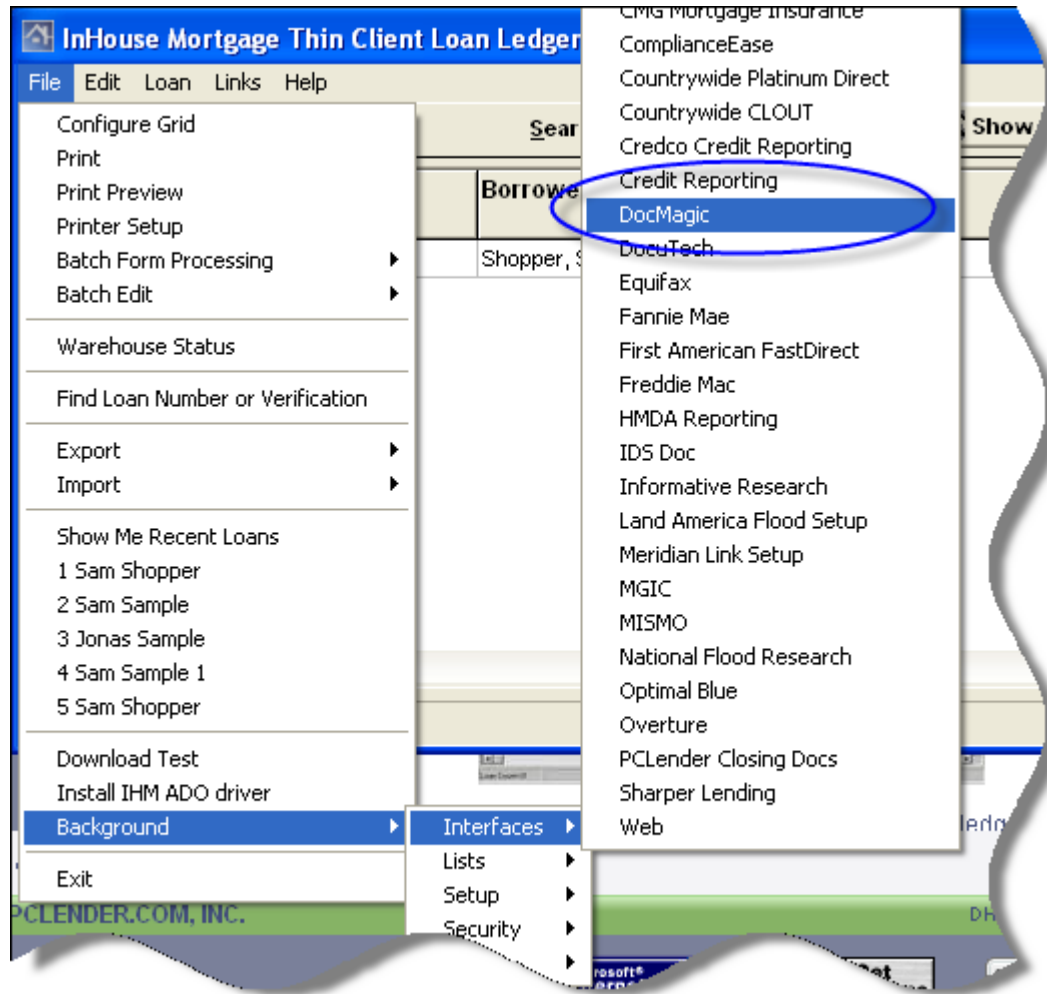 InHouse Mortgage Thin Client Loan Ledger
File Edit Loan Links Help
Sear
Show
Borrowe
Shopper, S
Configure Grid
Print
Print Preview
Printer Setup
Batch Form Processing
Batch Edit
Warehouse Status
Find Loan Number or Verification
Export
Import
Show Me Recent Loans
1 Sam Shopper
2 Sam Sample
3 Jonas Sample
4 Sam Sample 1
5 Sam Shopper
Download Test
Install IHM ADO driver
Background
Exit
Interfaces
Lists
Setup
Security
CMG Mortgage Insurance
ComplianceEase
Countrywide Platinum Direct
Countrywide CLOUT
Credco Credit Reporting
Credit Reporting
DocMagic
DocuTech
Equifax
Fannie Mae
First American FastDirect
Freddie Mac
HMDA Reporting
IDS Doc
Informative Research
Land America Flood Setup
Meridian Link Setup
MGIC
MISMO
National Flood Research
Optimal Blue
Overture
PCLender Closing Docs
Sharper Lending
Web
PCLENDER.COM, INC.